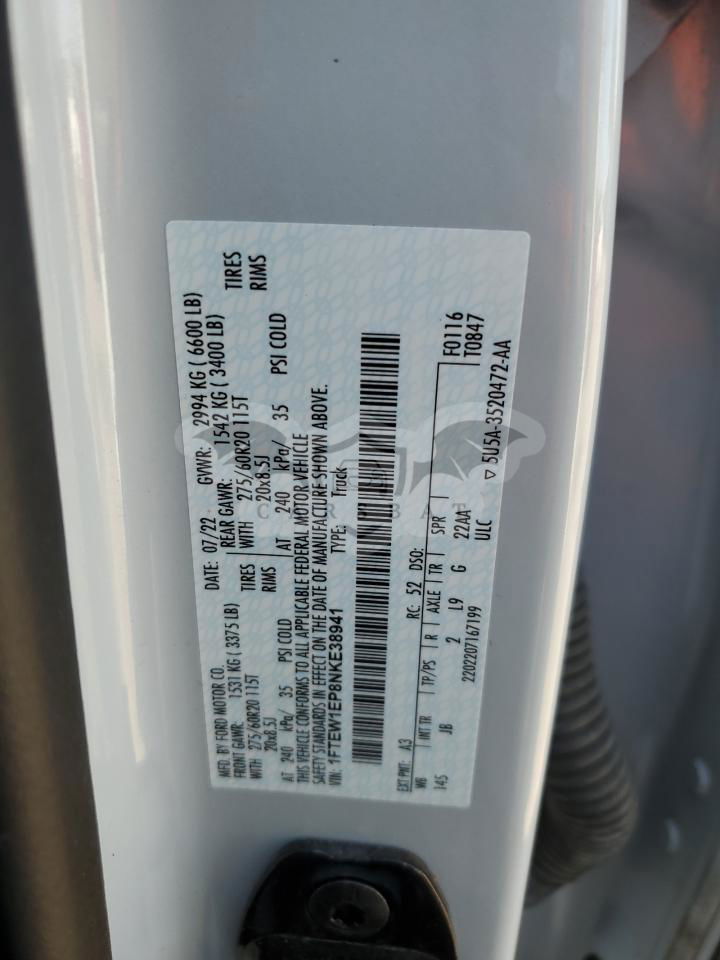 MFD. BY FORD MOTOR CO.
DATE: 07/22 GVWR: 2994 KG ( 6600 LB)
FRONT GAWR: 1531 KG ( 3375 LB) REAR GAWR: 1542 KG ( 3400 LB)
WITH 275/60R20 115T TIRES WITH 275/60R20 115T TIRES
20x8.5J RIMS 20x8.5J RIMS
AT 240 kPa/ 35 PSI COLD AT 240 kPa/ 35 PSI COLD
THIS VEHICLE CONFORMS TO ALL APPLICABLE FEDERAL MOTOR VEHICLE
SAFETY STANDARDS IN EFFECT ON THE DATE OF MANUFACTURE SHOWN ABOVE.
VIN: 1FTEW1EP8NKE38941 TYPE: Truck
EXT PNT: A3 RC: 52 DSO: F0116
WB INT TR TP/PS R AXLE TR SPR T0847
145 JB 2 L9 G 22AA
2202207167199 ULC ▽ 5U5A-3520472-AA
CARSBAT